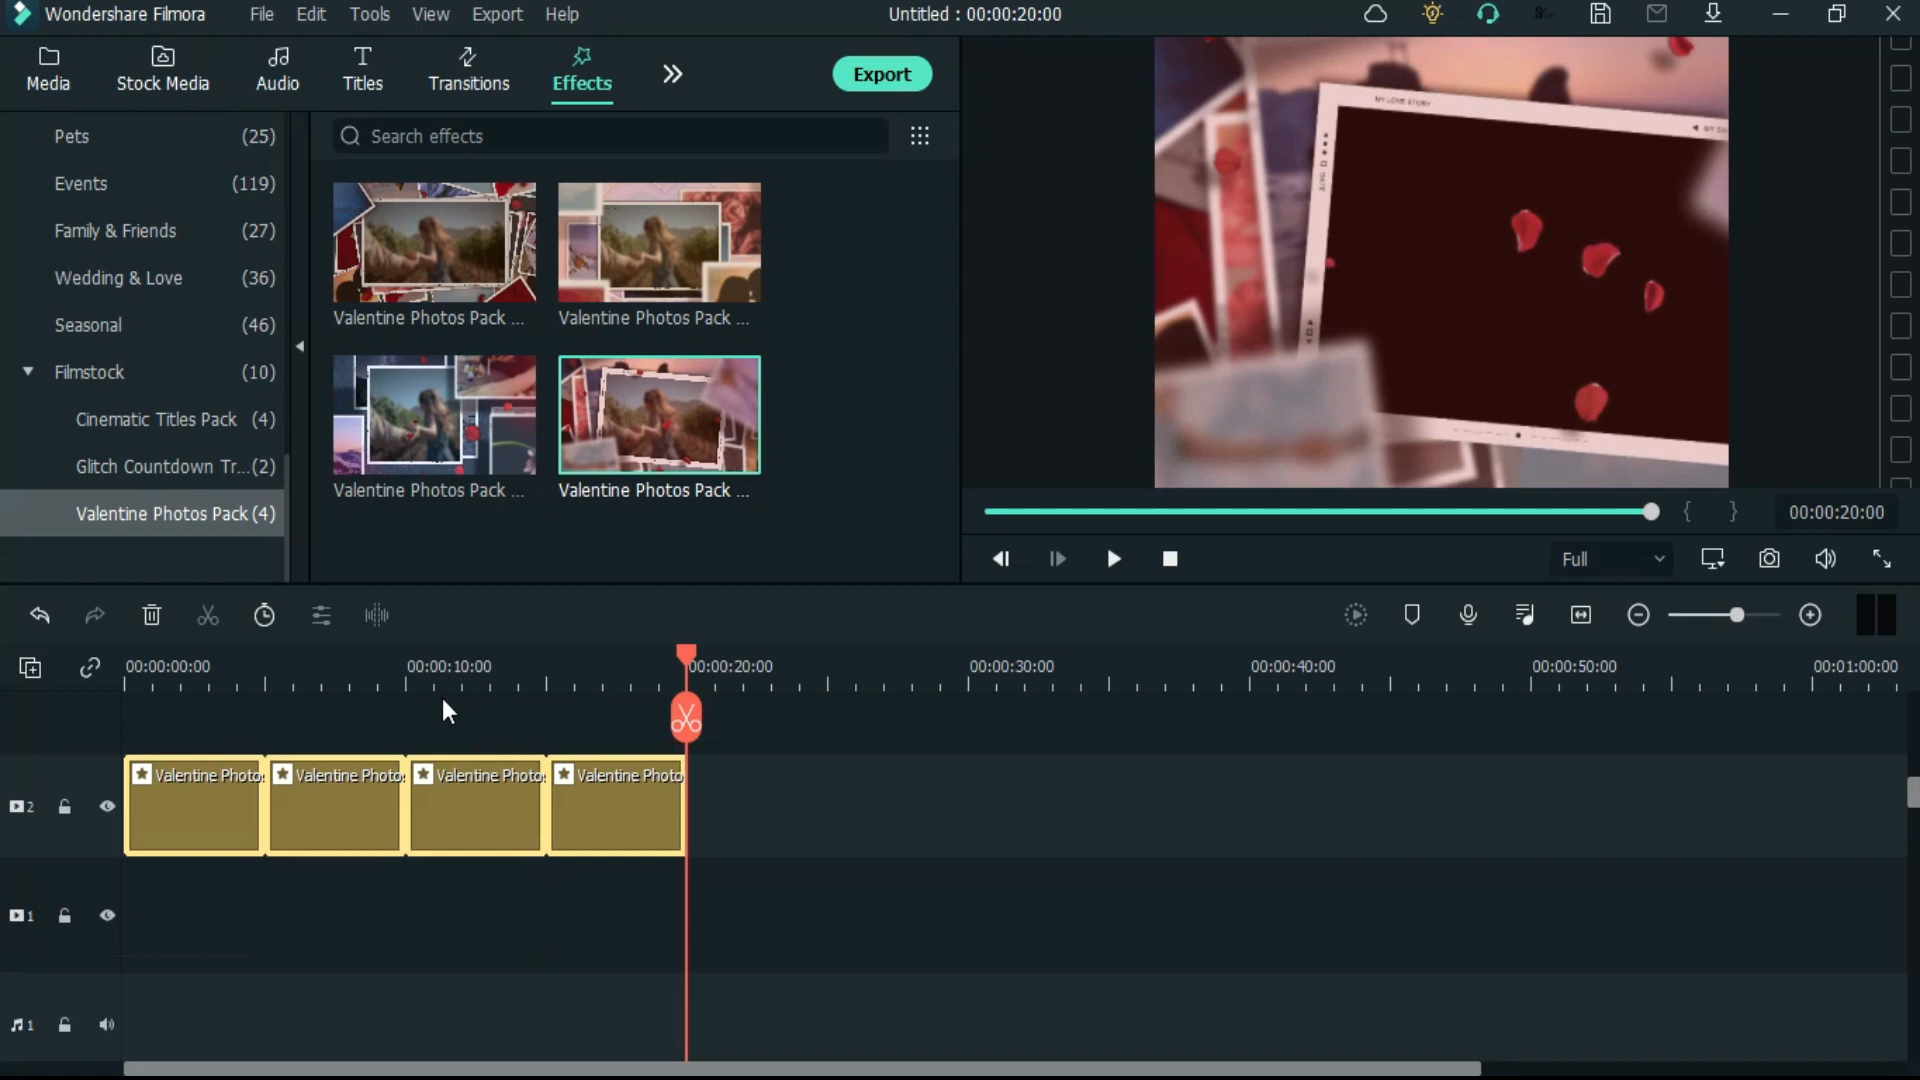 Wondershare Filmora File Edit Tools View Export Help Untitled : 00:00:20:00
Media Stock Media Audio Titles Transitions Effects Export
Pets (25)
Events (119)
Family & Friends (27)
Wedding & Love (36)
Seasonal (46)
Filmstock (10)
Cinematic Titles Pack (4)
Glitch Countdown Tr... (2)
Valentine Photos Pack (4)
Search effects
Valentine Photos Pack ... Valentine Photos Pack ...
Valentine Photos Pack ... Valentine Photos Pack ...
MY LOVE STORY
DATE
00:00:20:00
Full
00:00:00:00 00:00:10:00 00:00:20:00 00:00:30:00 00:00:40:00 00:00:50:00 00:01:00:00
Valentine Photo Valentine Photo Valentine Photo Valentine Photo
2
1
1